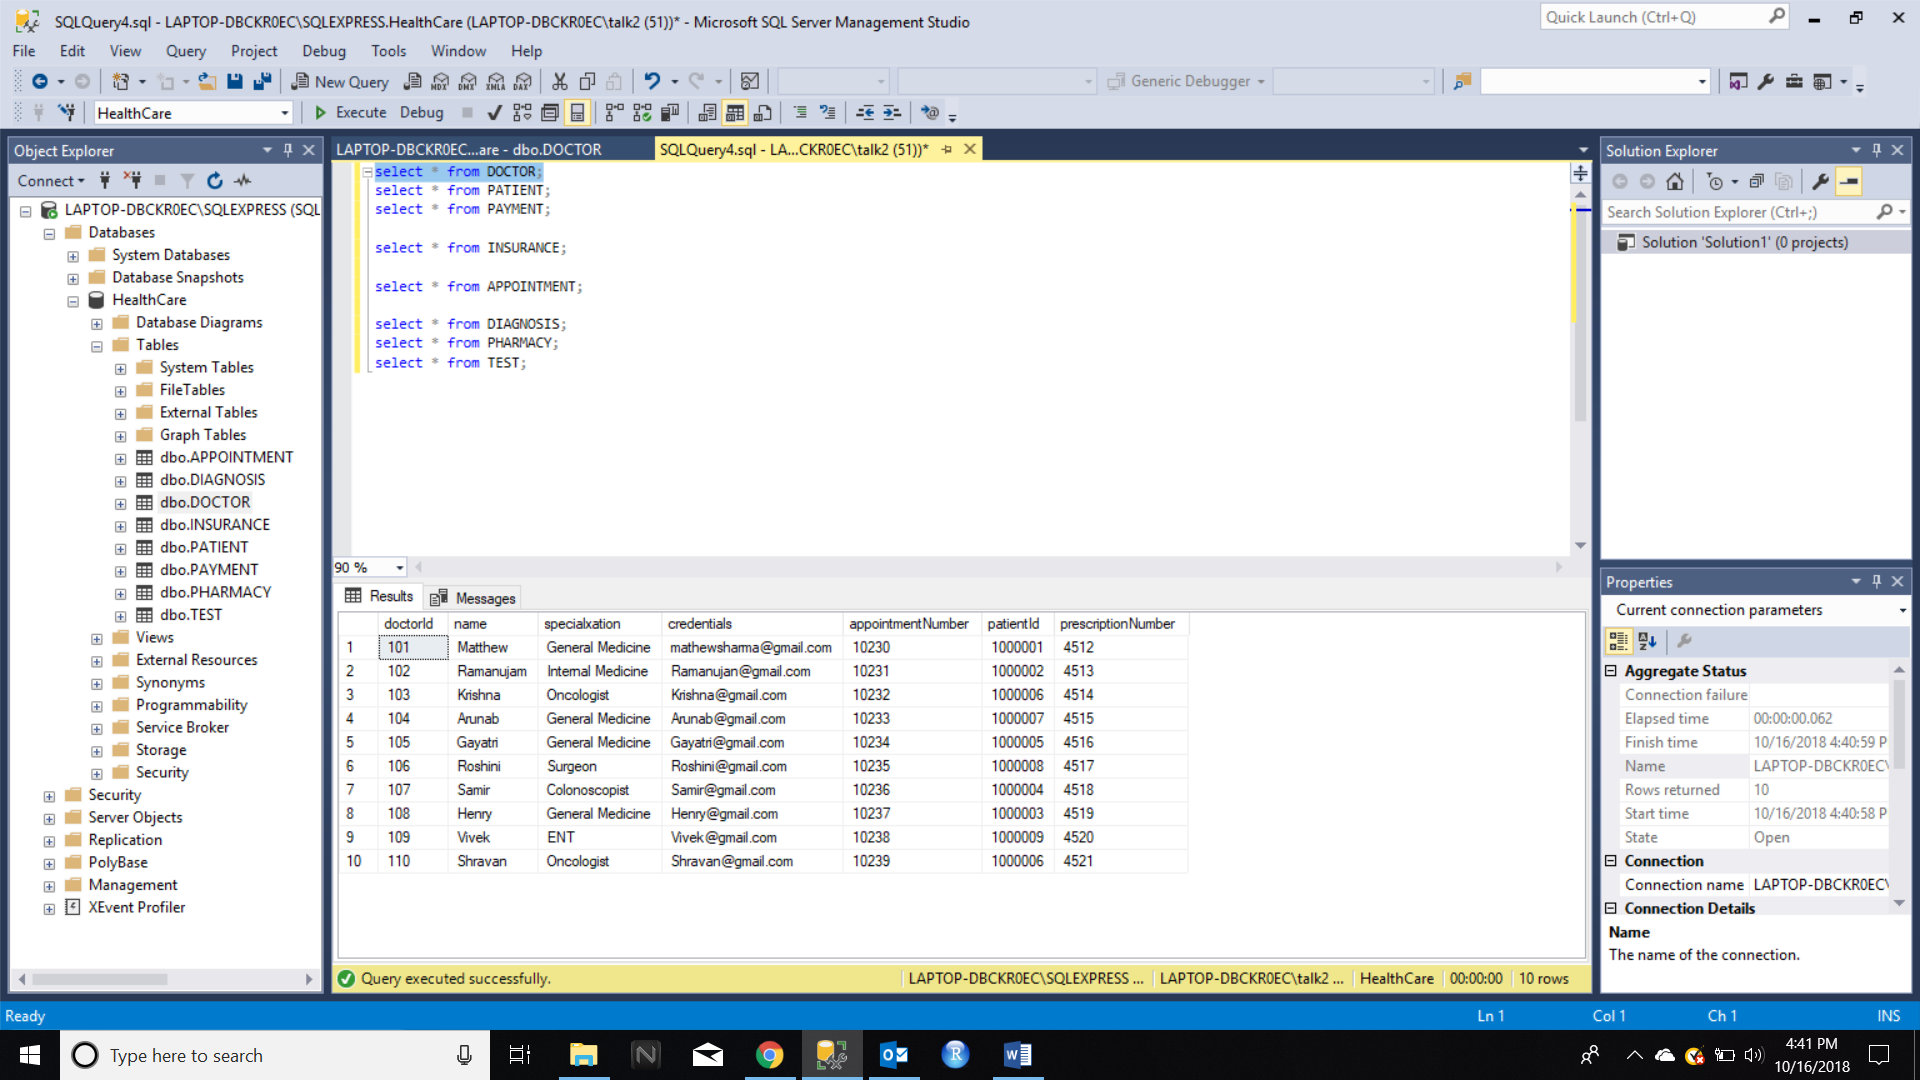 SQLQuery4.sql - LAPTOP-DBCKR0EC\SQLEXPRESS.HealthCare (LAPTOP-DBCKR0EC\talk2 (51))* - Microsoft SQL Server Management Studio
Quick Launch (Ctrl+Q)
File Edit View Query Project Debug Tools Window Help
New Query MDX DMX XMLA DAX Generic Debugger
HealthCare Execute Debug
Object Explorer
Connect
LAPTOP-DBCKR0EC\SQLEXPRESS (SQL
Databases
System Databases
Database Snapshots
HealthCare
Database Diagrams
Tables
System Tables
FileTables
External Tables
Graph Tables
dbo.APPOINTMENT
dbo.DIAGNOSIS
dbo.DOCTOR
dbo.INSURANCE
dbo.PATIENT
dbo.PAYMENT
dbo.PHARMACY
dbo.TEST
Views
External Resources
Synonyms
Programmability
Service Broker
Storage
Security
Security
Server Objects
Replication
PolyBase
Management
XEvent Profiler
LAPTOP-DBCKR0EC...are - dbo.DOCTOR SQLQuery4.sql - LA...CKR0EC\talk2 (51))*
select * from DOCTOR;
select * from PATIENT;
select * from PAYMENT;
select * from INSURANCE;
select * from APPOINTMENT;
select * from DIAGNOSIS;
select * from PHARMACY;
select * from TEST;
90 %
Results Messages
doctorId name specialxation credentials appointmentNumber patientId prescriptionNumber
1 101 Matthew General Medicine mathewsharma@gmail.com 10230 1000001 4512
2 102 Ramanujam Internal Medicine Ramanujan@gmail.com 10231 1000002 4513
3 103 Krishna Oncologist Krishna@gmail.com 10232 1000006 4514
4 104 Arunab General Medicine Arunab@gmail.com 10233 1000007 4515
5 105 Gayatri General Medicine Gayatri@gmail.com 10234 1000005 4516
6 106 Roshini Surgeon Roshini@gmail.com 10235 1000008 4517
7 107 Samir Colonoscopist Samir@gmail.com 10236 1000004 4518
8 108 Henry General Medicine Henry@gmail.com 10237 1000003 4519
9 109 Vivek ENT Vivek@gmail.com 10238 1000009 4520
10 110 Shravan Oncologist Shravan@gmail.com 10239 1000006 4521
Query executed successfully. LAPTOP-DBCKR0EC\SQLEXPRESS ... LAPTOP-DBCKR0EC\talk2 ... HealthCare 00:00:00 10 rows
Solution Explorer
Search Solution Explorer (Ctrl+;)
Solution 'Solution1' (0 projects)
Properties
Current connection parameters
Aggregate Status
Connection failure
Elapsed time 00:00:00.062
Finish time 10/16/2018 4:40:59 P
Name LAPTOP-DBCKR0EC\
Rows returned 10
Start time 10/16/2018 4:40:58 P
State Open
Connection
Connection name LAPTOP-DBCKR0EC\
Connection Details
Name
The name of the connection.
Ready Ln 1 Col 1 Ch 1 INS
Type here to search
4:41 PM
10/16/2018